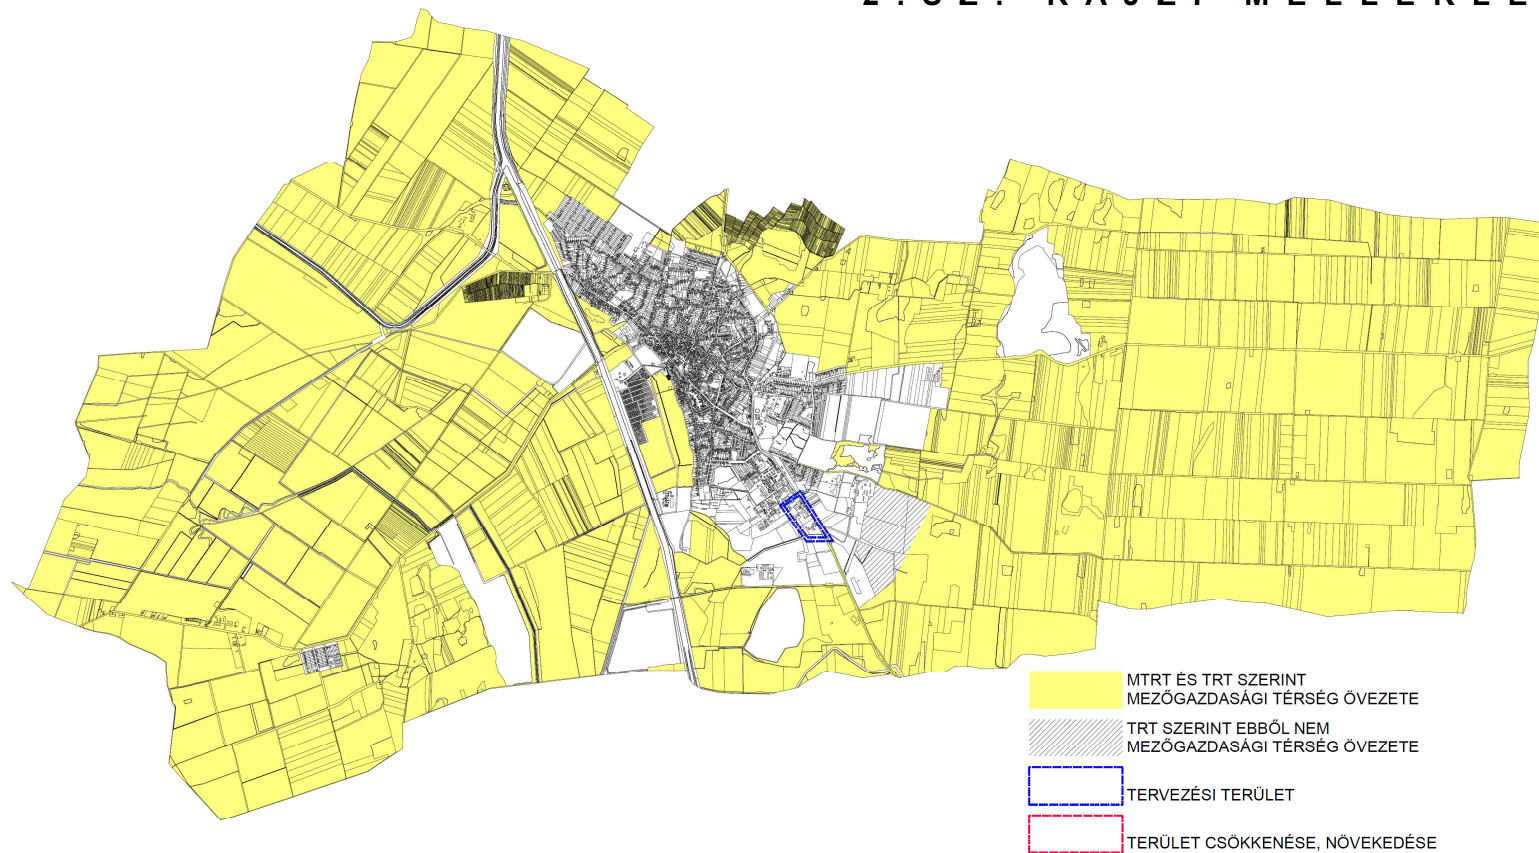 2 . S Z . R A J Z I M E L L É K L E
MTRT ÉS TRT SZERINT
MEZŐGAZDASÁGI TÉRSÉG ÖVEZETE
TRT SZERINT EBBŐL NEM
MEZŐGAZDASÁGI TÉRSÉG ÖVEZETE
TERVEZÉSI TERÜLET
TERÜLET CSÖKKENÉSE, NÖVEKEDÉSE